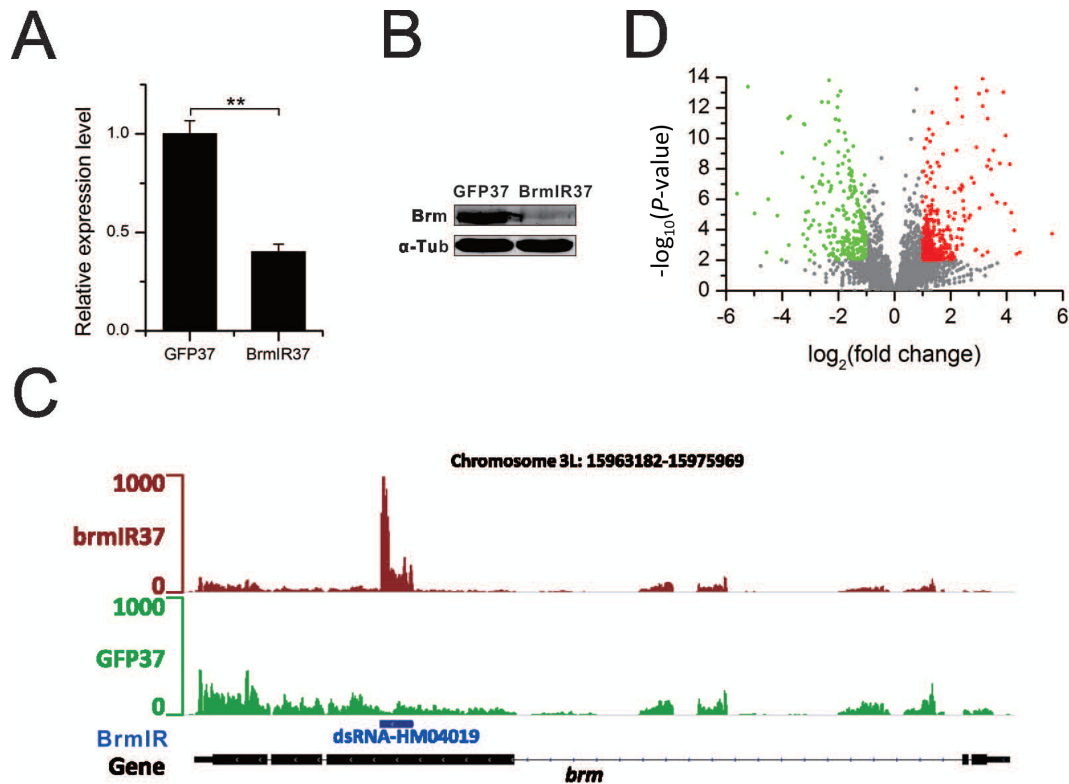 A
B
D
Relative expression level
1.0
0.5
0.0
**
GFP37
BrmIR37
GFP37 BrmIR37
Brm
α-Tub
-log10(P-value)
14
12
10
8
6
4
2
0
-6 -4 -2 0 2 4 6
log2(fold change)
C
Chromosome 3L: 15963182-15975969
1000
brmIR37
0
1000
GFP37
0
BrmIR
dsRNA-HM04019
Gene
brm